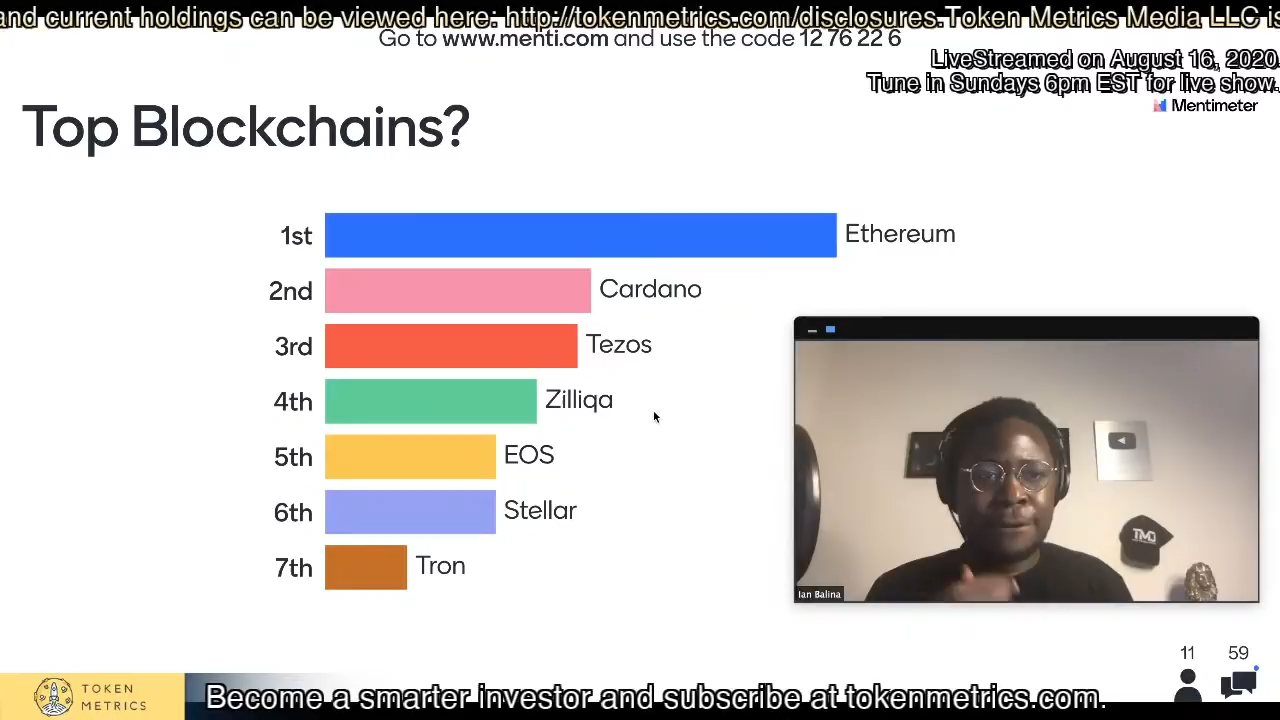 and current holdings can be viewed here: http://tokenmetrics.com/disclosures.Token Metrics Media LLC is
Go to www.menti.com and use the code 12 76 22 6
LiveStreamed on August 16, 2020.
Tune in Sundays 6pm EST for live show.
Mentimeter
Top Blockchains?
1st Ethereum
2nd Cardano
3rd Tezos
4th Zilliqa
5th EOS
6th Stellar
7th Tron
TMO
Ian Balina
11 59
TOKEN
METRICS
Become a smarter investor and subscribe at tokenmetrics.com.